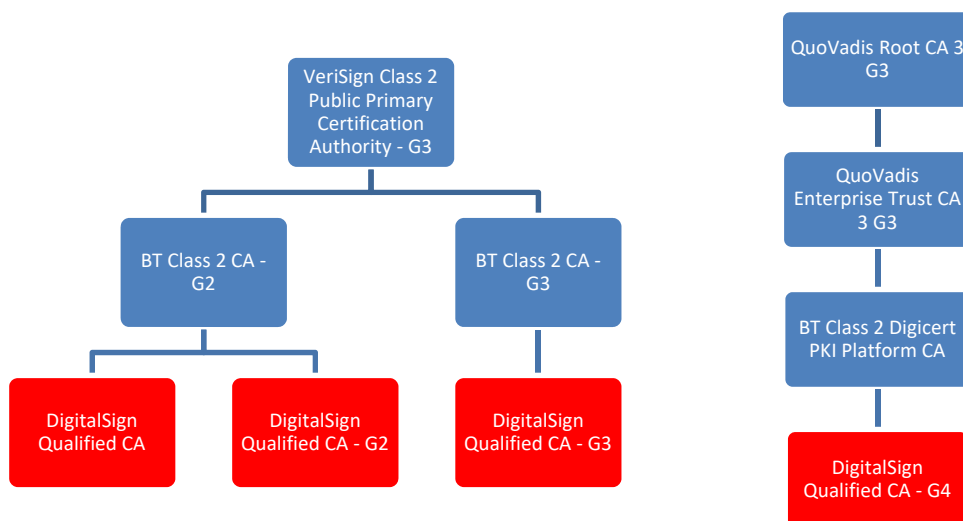 VeriSign Class 2
Public Primary
Certification
Authority - G3
BT Class 2 CA -
G2
BT Class 2 CA -
G3
DigitalSign
Qualified CA
DigitalSign
Qualified CA - G2
DigitalSign
Qualified CA - G3
QuoVadis Root CA 3
G3
QuoVadis
Enterprise Trust CA
3 G3
BT Class 2 Digicert
PKI Platform CA
DigitalSign
Qualified CA - G4